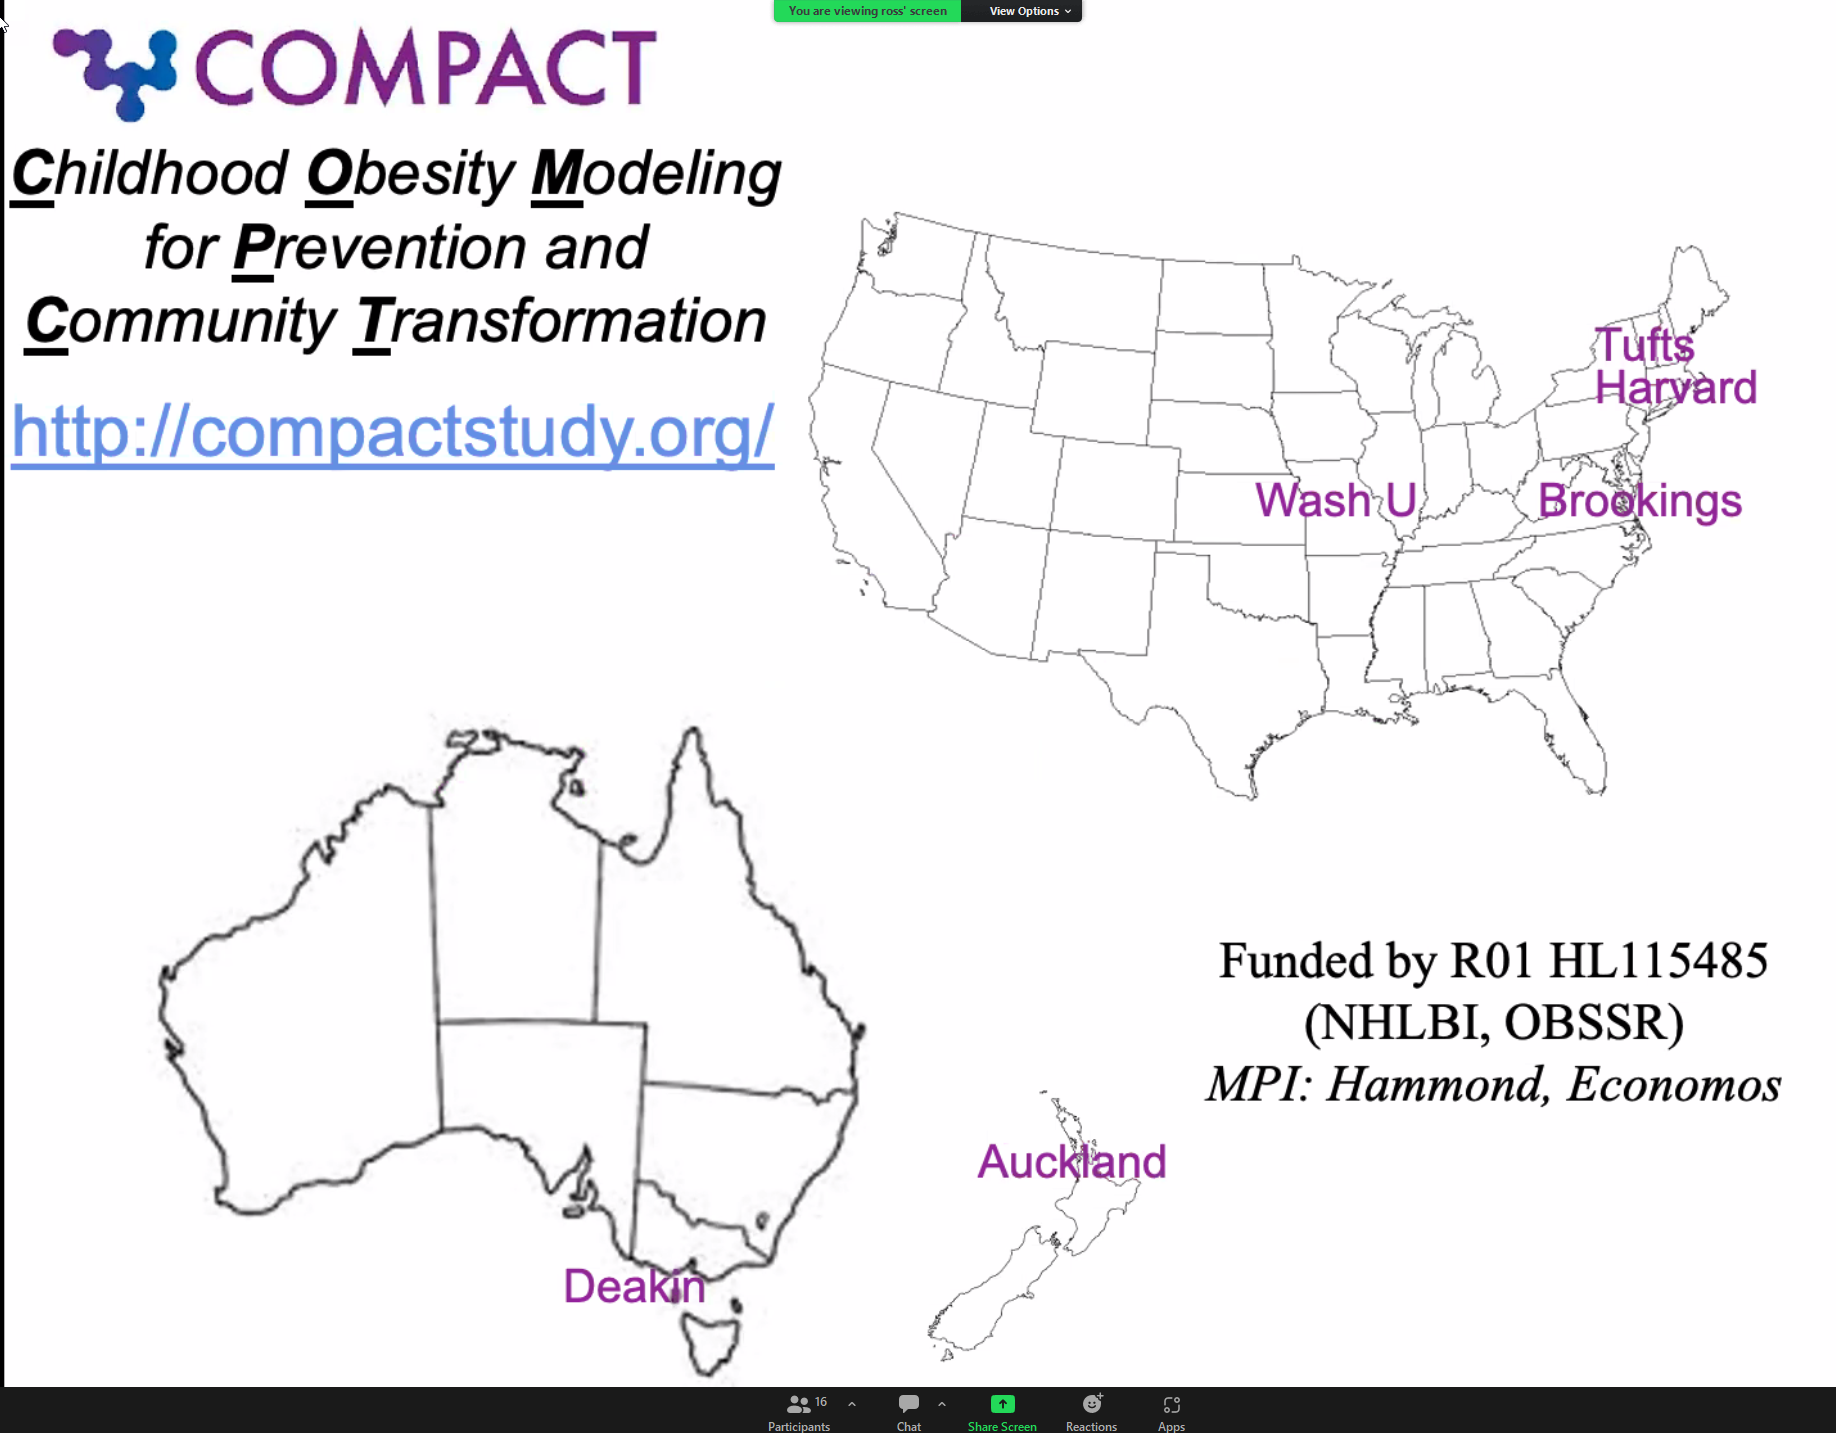 You are viewing ross' screen
View Options
COMPACT
Childhood Obesity Modeling
for Prevention and
Community Transformation
http://compactstudy.org/
Tufts
Harvard
Wash U
Brookings
Funded by R01 HL115485
(NHLBI, OBSSR)
MPI: Hammond, Economos
Auckland
Deakin
16
Participants
Chat
Share Screen
Reactions
Apps